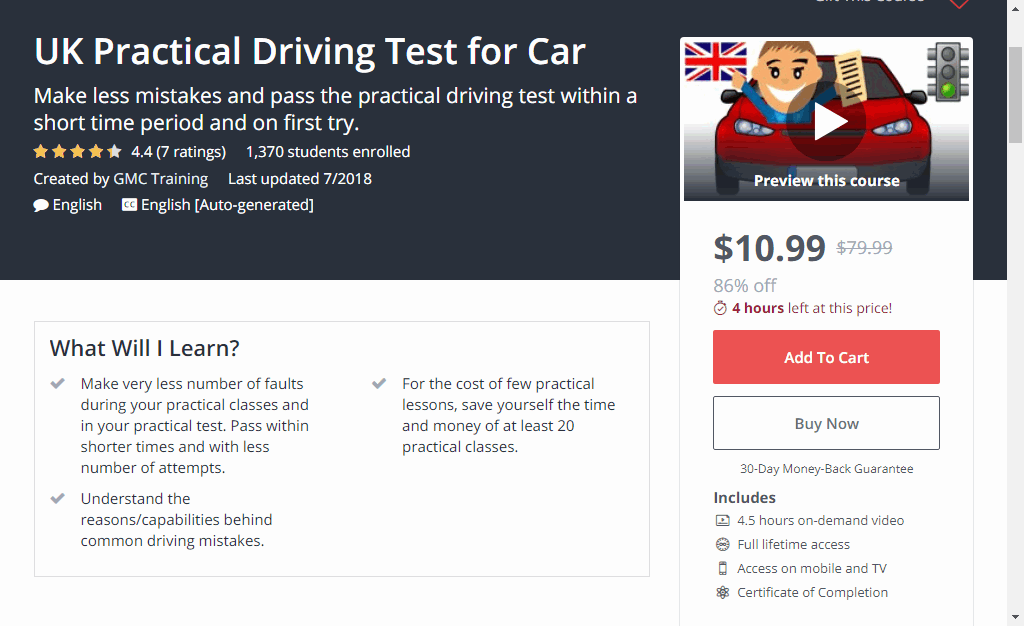 UK Practical Driving Test for Car
Make less mistakes and pass the practical driving test within a
short time period and on first try.
4.4 (7 ratings) 1,370 students enrolled
Created by GMC Training Last updated 7/2018
English CC English [Auto-generated]
Preview this course
$10.99 $79.99
86% off
4 hours left at this price!
Add To Cart
Buy Now
30-Day Money-Back Guarantee
Includes
4.5 hours on-demand video
Full lifetime access
Access on mobile and TV
Certificate of Completion
What Will I Learn?
Make very less number of faults
during your practical classes and
in your practical test. Pass within
shorter times and with less
number of attempts.
Understand the
reasons/capabilities behind
common driving mistakes.
For the cost of few practical
lessons, save yourself the time
and money of at least 20
practical classes.